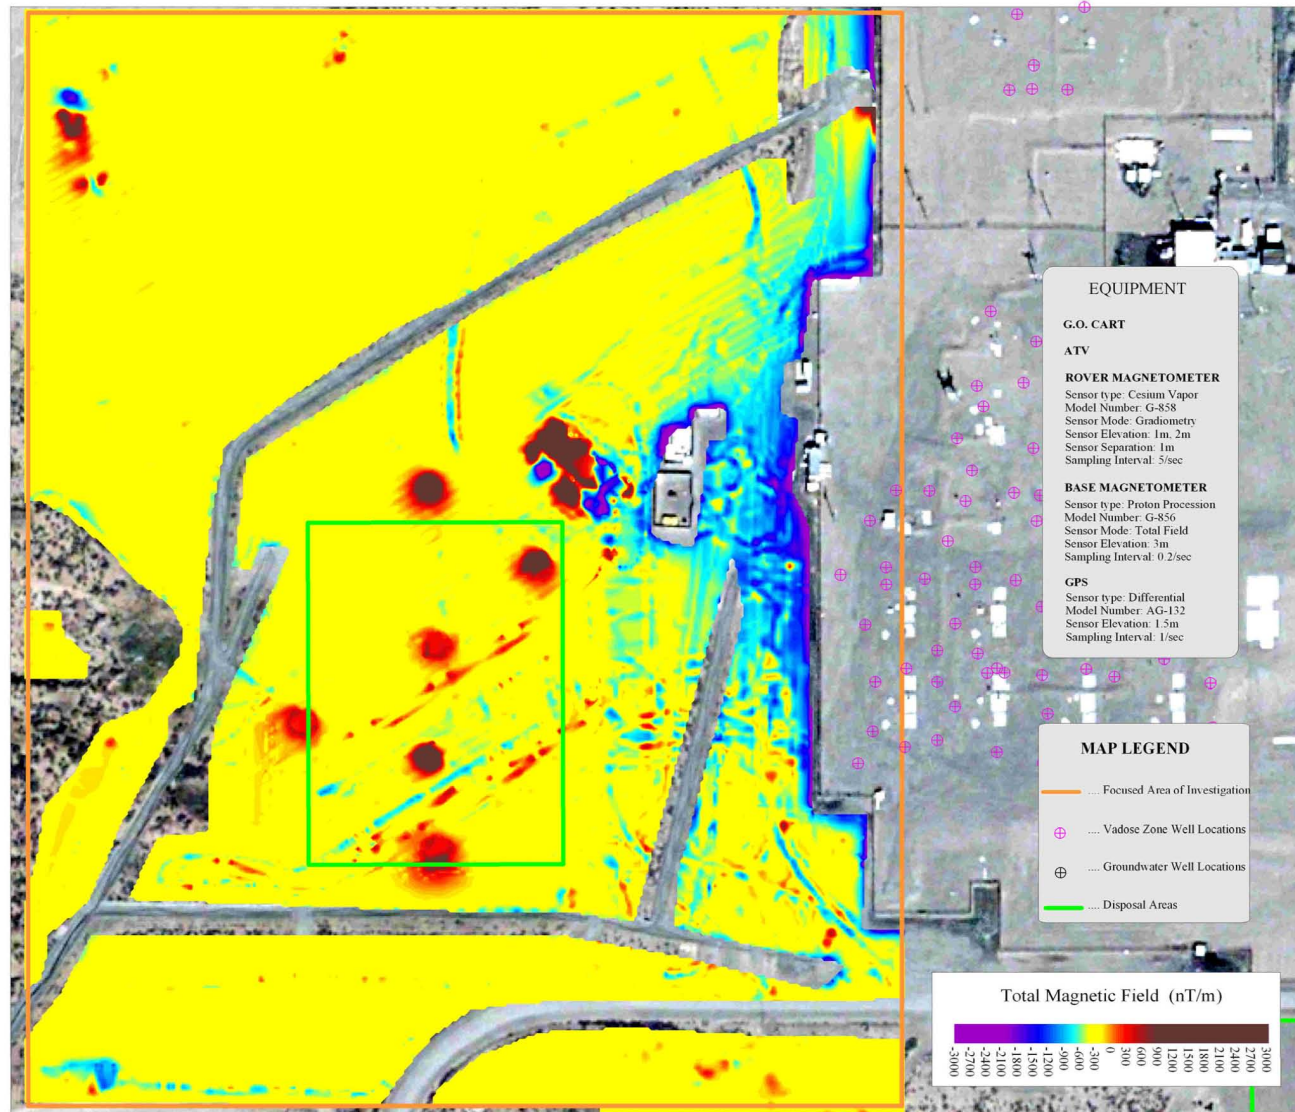 EQUIPMENT
G.O. CART
ATV
ROVER MAGNETOMETER
Sensor type: Cesium Vapor
Model Number: G-858
Sensor Mode: Gradiometry
Sensor Elevation: 1m, 2m
Sensor Separation: 1m
Sampling Interval: 5/sec
BASE MAGNETOMETER
Sensor type: Proton Procession
Model Number: G-856
Sensor Mode: Total Field
Sensor Elevation: 3m
Sampling Interval: 0.2/sec
GPS
Sensor type: Differential
Model Number: AG-132
Sensor Elevation: 1.5m
Sampling Interval: 1/sec
MAP LEGEND
.... Focused Area of Investigation
.... Vadose Zone Well Locations
.... Groundwater Well Locations
.... Disposal Areas
Total Magnetic Field (nT/m)
-3000 -2700 -2400 -2100 -1800 -1500 -1200 -900 -600 -300 0 300 600 900 1200 1500 1800 2100 2400 2700 3000